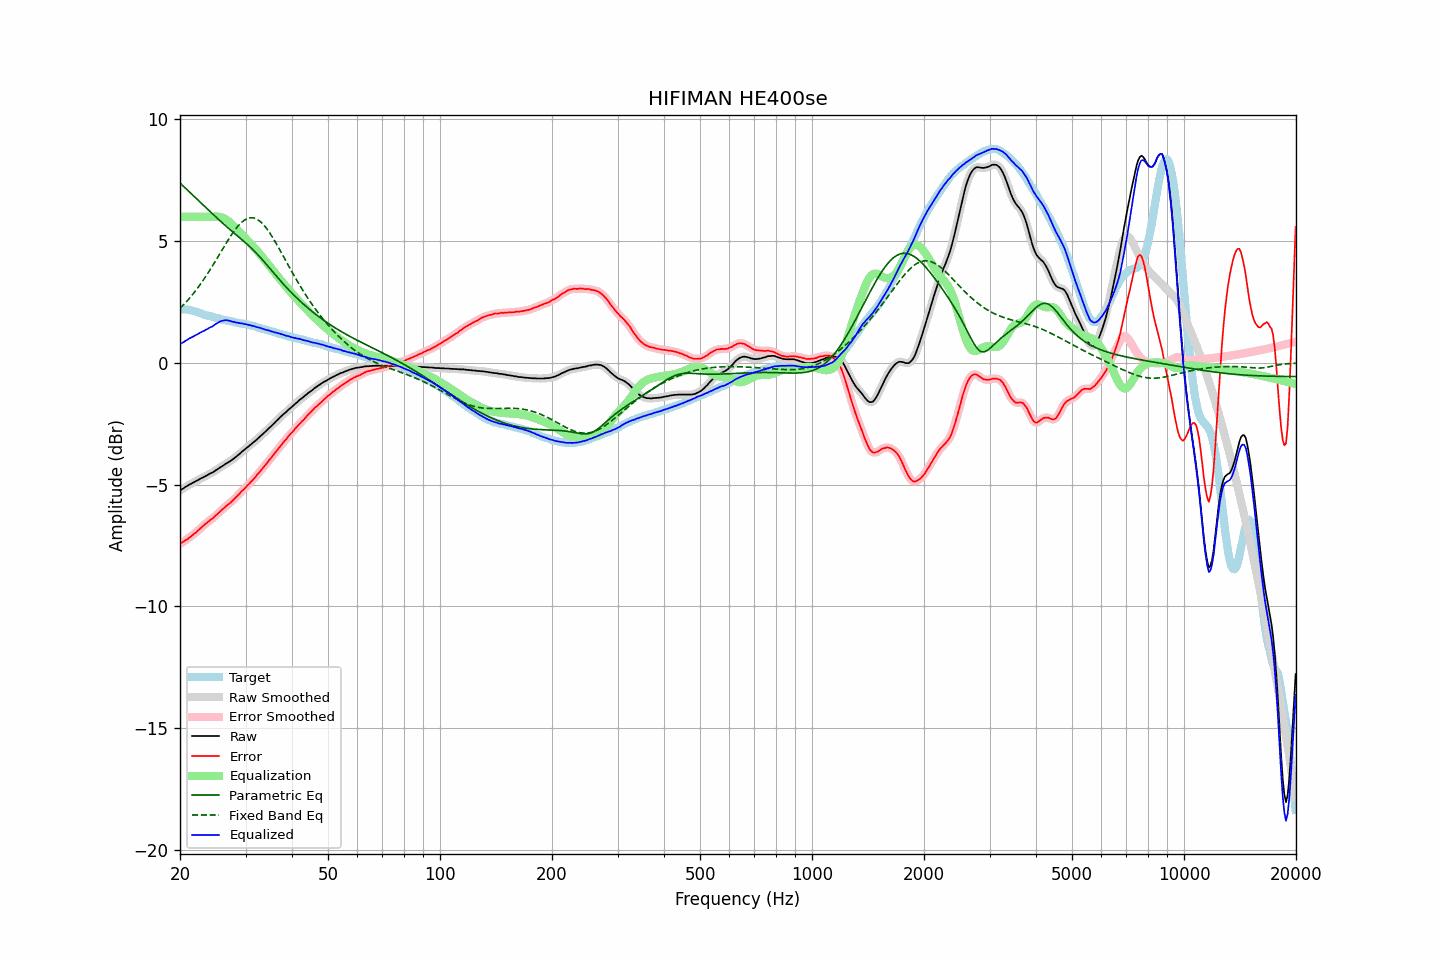 HIFIMAN HE400se
Amplitude (dBr)
10
5
0
−5
−10
−15
−20
Target
Raw Smoothed
Error Smoothed
Raw
Error
Equalization
Parametric Eq
Fixed Band Eq
Equalized
20 50 100 200 500 1000 2000 5000 10000 20000
Frequency (Hz)